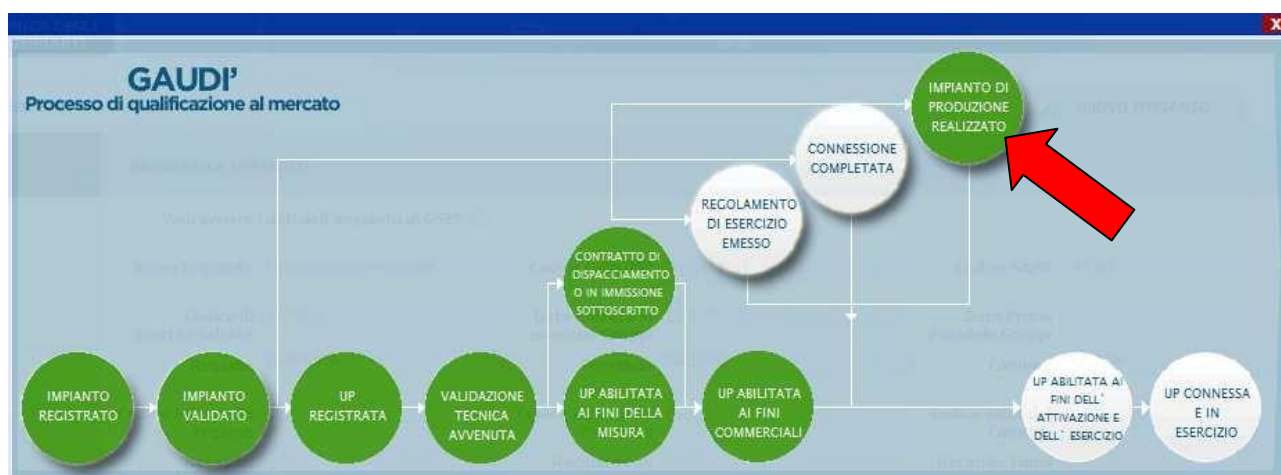 X
GAUDI'
Processo di qualificazione al mercato
IMPIANTO DI
PRODUZIONE
REALIZZATO
CONNESSIONE
COMPLETATA
REGOLAMENTO
DI ESERCIZIO
EMESSO
CONTRATTO DI
DISPACCIAMENTO
O IN IMMISSIONE
SOTTOSCRITTO
IMPIANTO
REGISTRATO
IMPIANTO
VALIDATO
UP
REGISTRATA
VALIDAZIONE
TECNICA
AVVENUTA
UP ABILITATA
AI FINI DELLA
MISURA
UP ABILITATA
AI FINI
COMMERCIALI
UP ABILITATA AI
FINI DELL'
ATTIVAZIONE E
DELL' ESERCIZIO
UP CONNESSA
E IN
ESERCIZIO